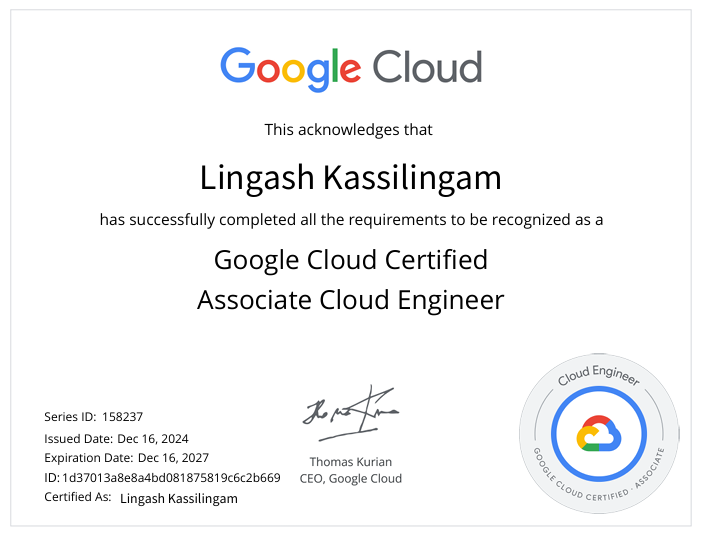 Google Cloud
This acknowledges that
Lingash Kassilingam
has successfully completed all the requirements to be recognized as a
Google Cloud Certified
Associate Cloud Engineer
Series ID: 158237
Issued Date: Dec 16, 2024
Expiration Date: Dec 16, 2027
ID: 1d37013a8e8a4bd081875819c6c2b669
Certified As: Lingash Kassilingam
Thomas Kurian
CEO, Google Cloud
Cloud Engineer
GOOGLE CLOUD CERTIFIED · ASSOCIATE